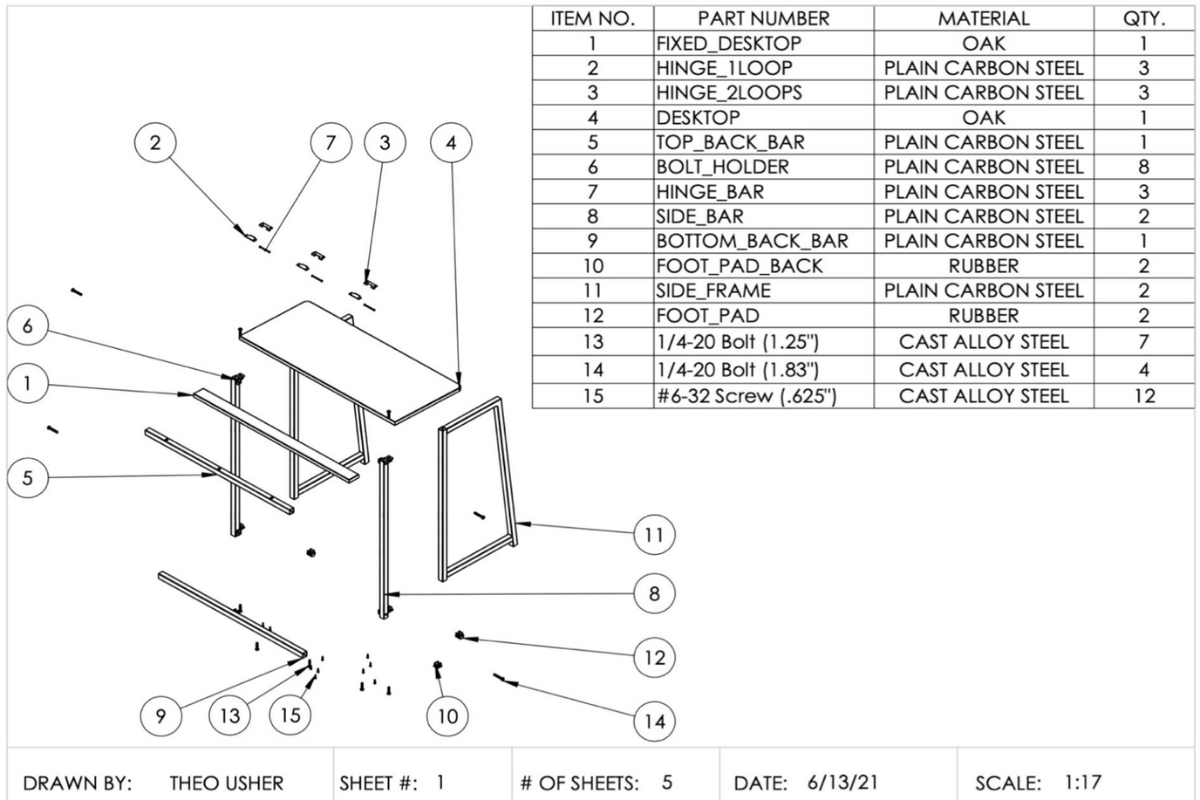 ITEM NO. PART NUMBER MATERIAL QTY.
1 FIXED_DESKTOP OAK 1
2 HINGE_1LOOP PLAIN CARBON STEEL 3
3 HINGE_2LOOPS PLAIN CARBON STEEL 3
4 DESKTOP OAK 1
5 TOP_BACK_BAR PLAIN CARBON STEEL 1
6 BOLT_HOLDER PLAIN CARBON STEEL 8
7 HINGE_BAR PLAIN CARBON STEEL 3
8 SIDE_BAR PLAIN CARBON STEEL 2
9 BOTTOM_BACK_BAR PLAIN CARBON STEEL 1
10 FOOT_PAD_BACK RUBBER 2
11 SIDE_FRAME PLAIN CARBON STEEL 2
12 FOOT_PAD RUBBER 2
13 1/4-20 Bolt (1.25") CAST ALLOY STEEL 7
14 1/4-20 Bolt (1.83") CAST ALLOY STEEL 4
15 #6-32 Screw (.625") CAST ALLOY STEEL 12
2 7 3 4
6
1
5
11
8
12
9 13 15 10 14
DRAWN BY: THEO USHER SHEET #: 1 # OF SHEETS: 5 DATE: 6/13/21 SCALE: 1:17